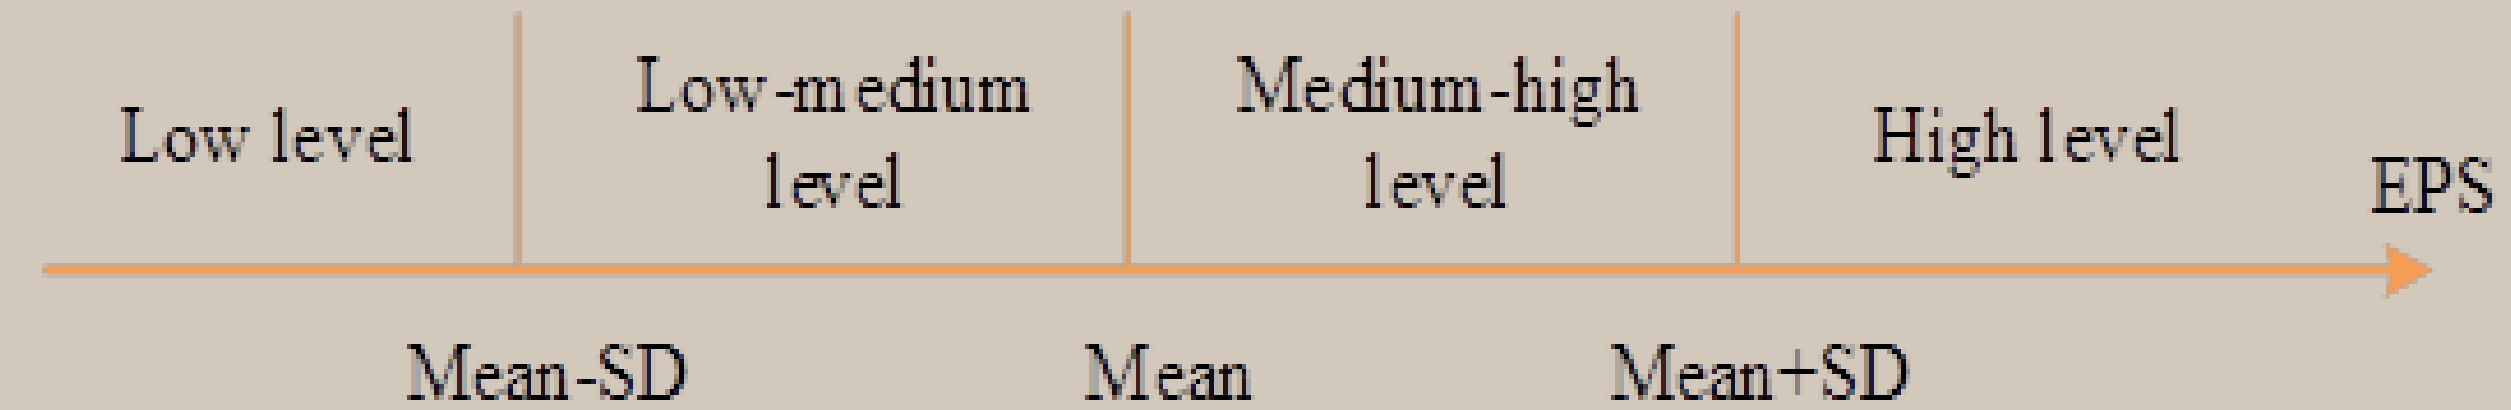 Low level
Low-medium
level
Medium-high
level
High level
EPS
Mean-SD
Mean
Mean+SD